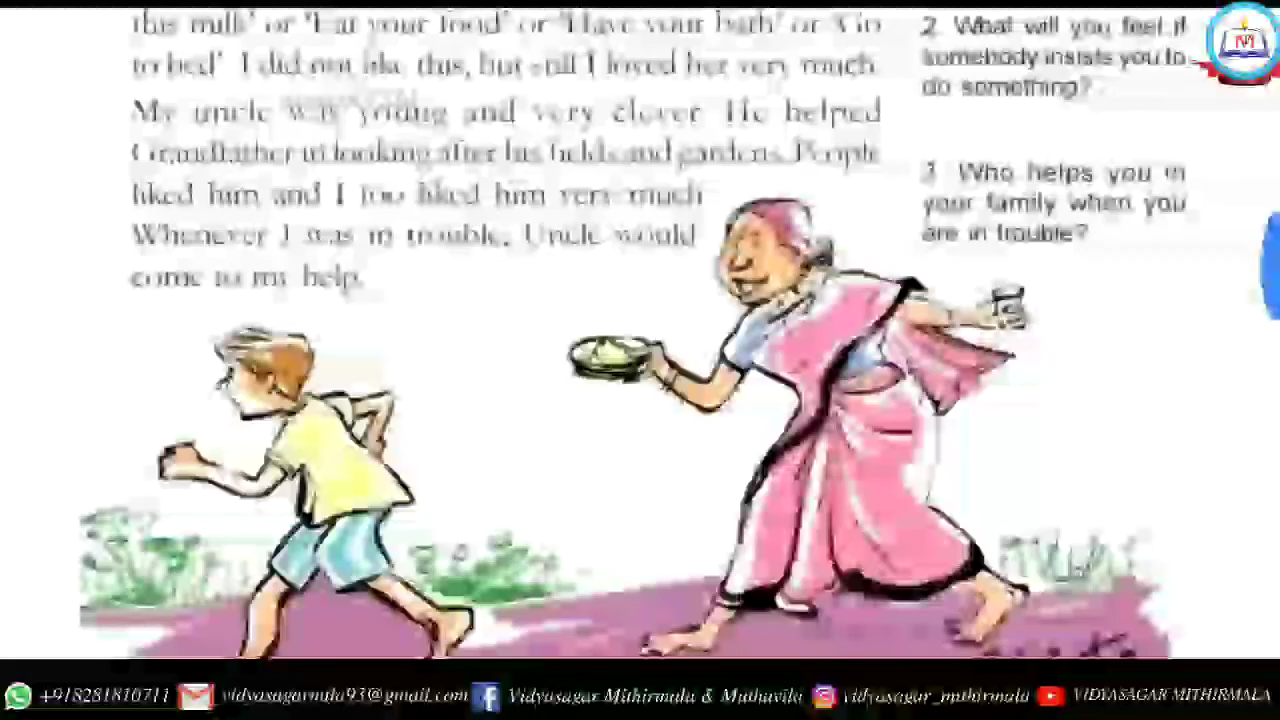 this milk' or 'Eat your food' or 'Have your bath' or 'Go
to bed'. I did not like this, but still I loved her very much.
My uncle was young and very clever. He helped
Grandfather in looking after his fields and gardens. People
liked him and I too liked him very much.
Whenever I was in trouble, Uncle would
come to my help.
2. What will you feel if
somebody insists you to
do something?
3. Who helps you in
your family when you
are in trouble?
+918281810711 vidyasagarmala93@gmail.com Vidyasagar Mithirmala & Muthuvila vidyasagar_mithirmala VIDYASAGAR MITHIRMALA